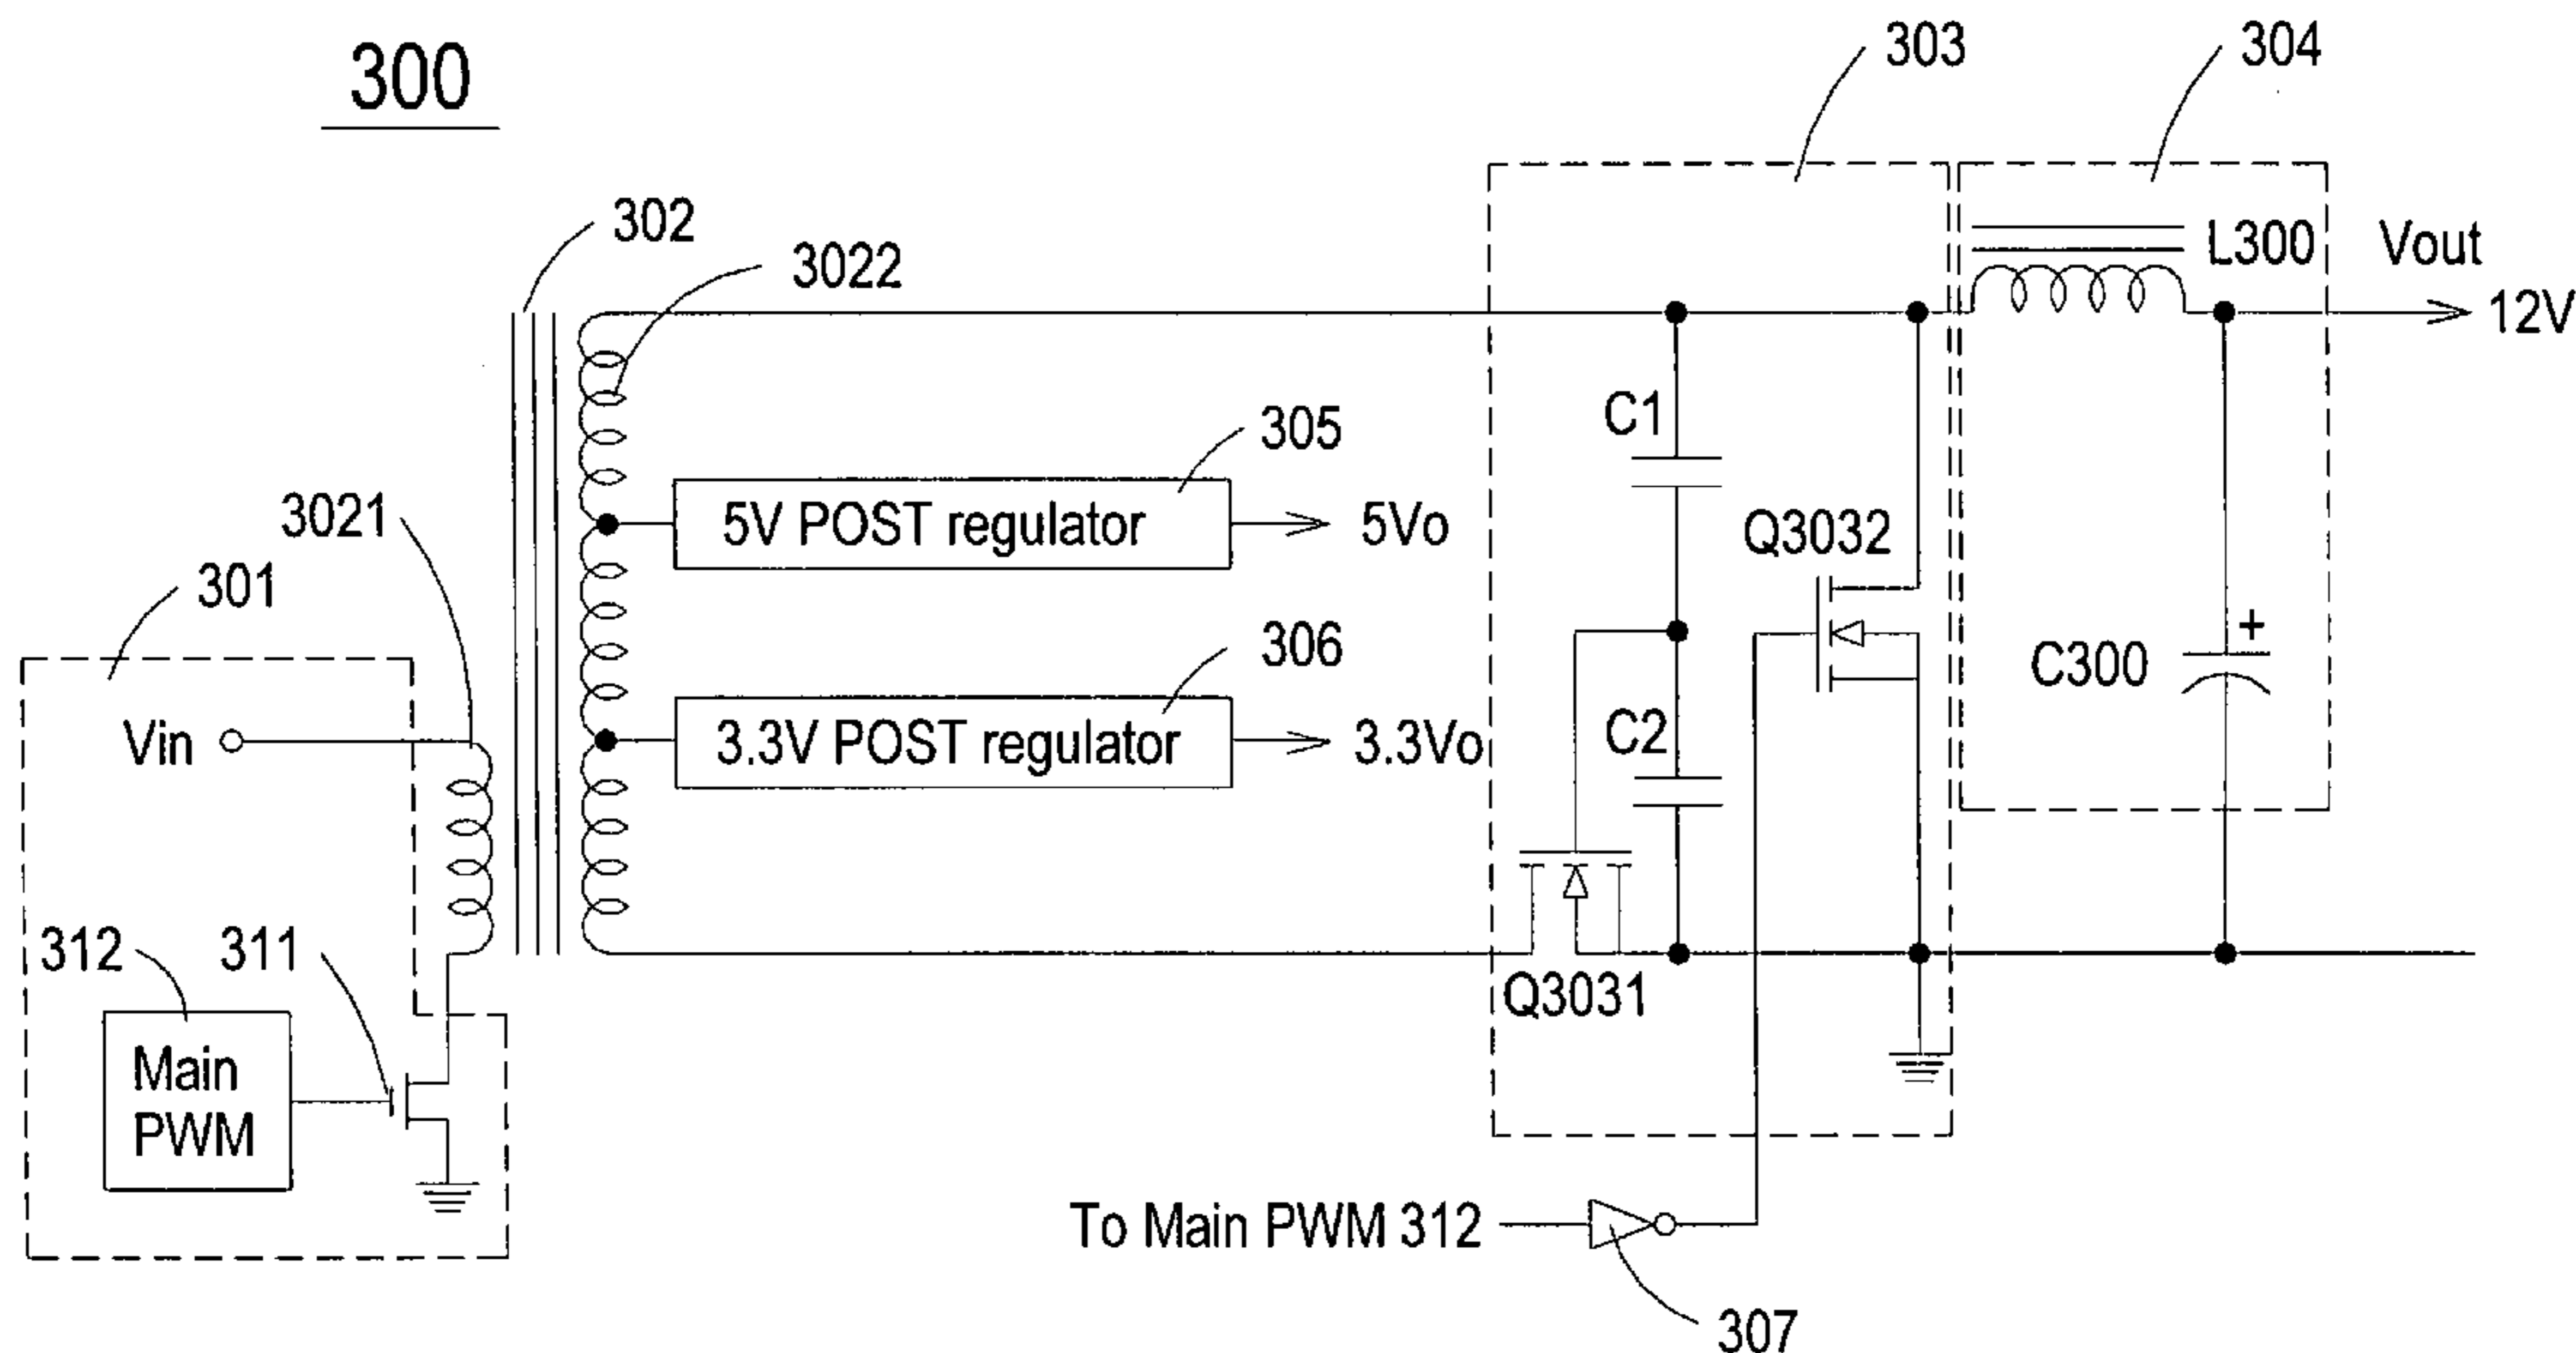 300
303
304
302
3022
L300
Vout
12V
C1
305
5V POST regulator
5Vo
3021
Q3032
301
306
C300
+
Vin
3.3V POST regulator
3.3Vo
C2
312
311
Q3031
Main
PWM
To Main PWM 312
307